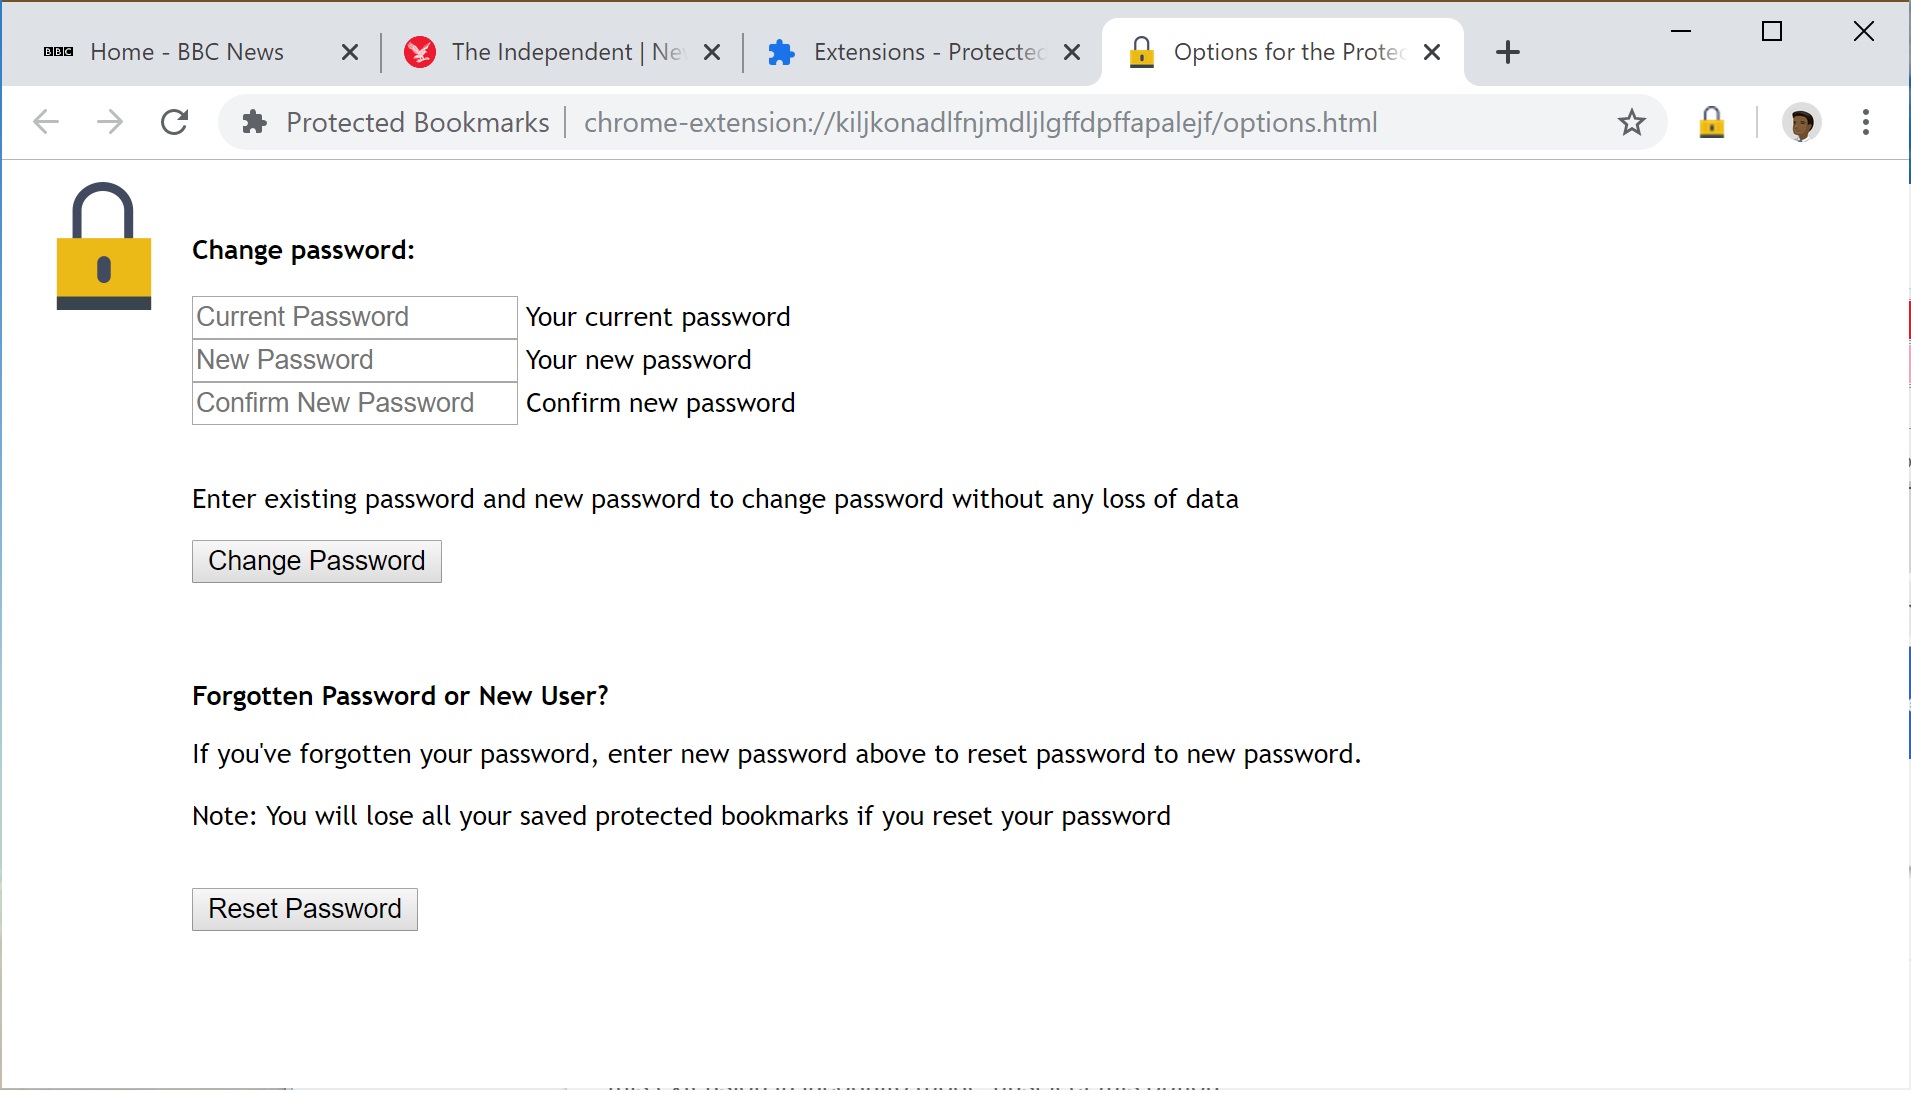 BBC Home - BBC News
The Independent | Ne
Extensions - Protected
Options for the Protec
Protected Bookmarks | chrome-extension://kiljkonadlfnjmdljlgffdpffapalejf/options.html
Change password:
Current Password Your current password
New Password Your new password
Confirm New Password Confirm new password
Enter existing password and new password to change password without any loss of data
Change Password
Forgotten Password or New User?
If you've forgotten your password, enter new password above to reset password to new password.
Note: You will lose all your saved protected bookmarks if you reset your password
Reset Password